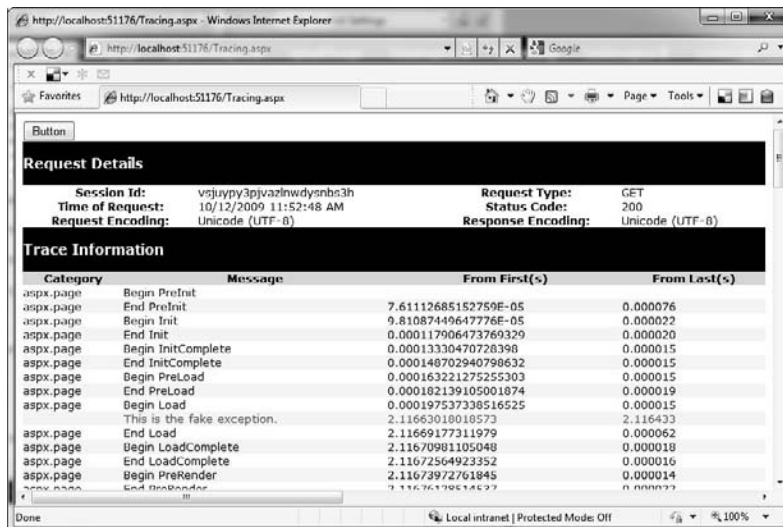 http://localhost:51176/Tracing.aspx - Windows Internet Explorer
http://localhost:51176/Tracing.aspx
Google
Favorites
http://localhost:51176/Tracing.aspx
Page
Tools
Button
Request Details
Session Id: vsjuypy3pjvazlnwdysnbs3h Request Type: GET
Time of Request: 10/12/2009 11:52:48 AM Status Code: 200
Request Encoding: Unicode (UTF-8) Response Encoding: Unicode (UTF-8)
Trace Information
Category Message From First(s) From Last(s)
aspx.page Begin PreInit
aspx.page End PreInit 7.61112685152759E-05 0.000076
aspx.page Begin Init 9.81087449647776E-05 0.000022
aspx.page End Init 0.000117906473769329 0.000020
aspx.page Begin InitComplete 0.00013330470728398 0.000015
aspx.page End InitComplete 0.000148702940798632 0.000015
aspx.page Begin PreLoad 0.000163221275255303 0.000015
aspx.page End PreLoad 0.000182139105001874 0.000019
aspx.page Begin Load 0.000197537338516525 0.000015
This is the fake exception. 2.11663018018573 2.116433
aspx.page End Load 2.11669177311979 0.000062
aspx.page Begin LoadComplete 2.11670981105048 0.000018
aspx.page End LoadComplete 2.11672564923352 0.000016
aspx.page Begin PreRender 2.11673972761845 0.000014
aspx.page End PreRender
Done
Local intranet | Protected Mode: Off
100%